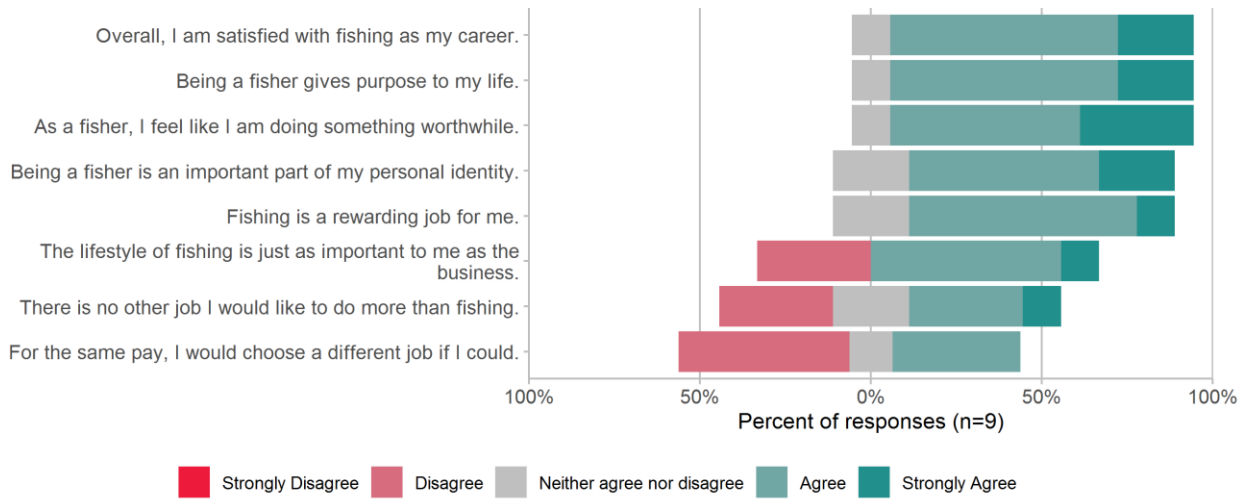 Overall, I am satisfied with fishing as my career.
Being a fisher gives purpose to my life.
As a fisher, I feel like I am doing something worthwhile.
Being a fisher is an important part of my personal identity.
Fishing is a rewarding job for me.
The lifestyle of fishing is just as important to me as the
business.
There is no other job I would like to do more than fishing.
For the same pay, I would choose a different job if I could.
100% 50% 0% 50% 100%
Percent of responses (n=9)
Strongly Disagree Disagree Neither agree nor disagree Agree Strongly Agree